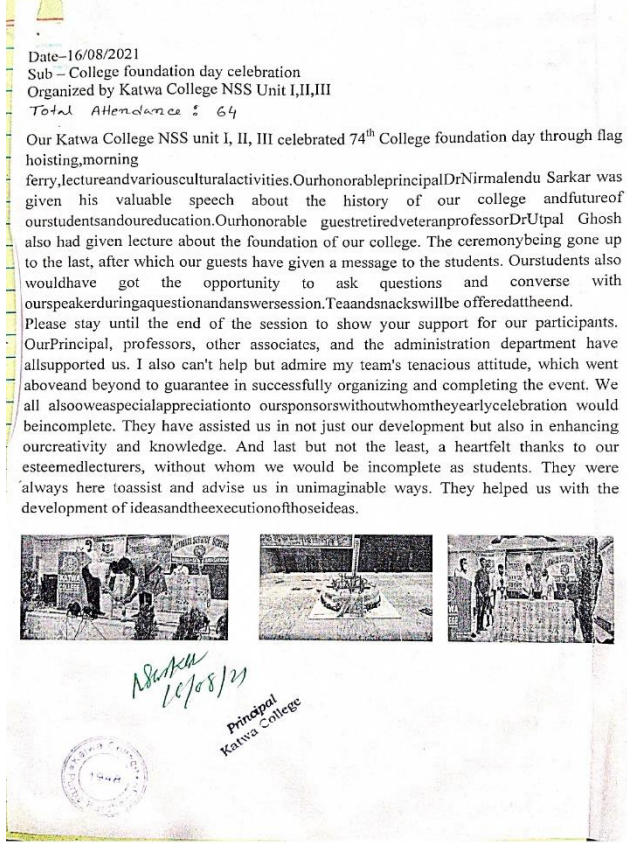 Date–16/08/2021
Sub – College foundation day celebration
Organized by Katwa College NSS Unit I,II,III
Total Attendance : 64
Our Katwa College NSS unit I, II, III celebrated 74th College foundation day through flag
hoisting,morning
ferry,lectureandvariousculturalactivities.OurhonorableprincipalDrNirmalendu Sarkar was
given his valuable speech about the history of our college andfutureof
ourstudentsandoureducation.Ourhonorable guestretiredveteranprofessorDrUtpal Ghosh
also had given lecture about the foundation of our college. The ceremonybeing gone up
to the last, after which our guests have given a message to the students. Ourstudents also
wouldhave got the opportunity to ask questions and converse with
ourspeakerduringaquestionandanswersession.Teaandsnackswillbe offeredattheend.
Please stay until the end of the session to show your support for our participants.
OurPrincipal, professors, other associates, and the administration department have
allsupported us. I also can't help but admire my team's tenacious attitude, which went
aboveand beyond to guarantee in successfully organizing and completing the event. We
all alsooweaspecialappreciationto oursponsorswithoutwhomtheyearlycelebration would
beincomplete. They have assisted us in not just our development but also in enhancing
ourcreativity and knowledge. And last but not the least, a heartfelt thanks to our
esteemedlecturers, without whom we would be incomplete as students. They were
always here toassist and advise us in unimaginable ways. They helped us with the
development of ideasandtheexecutionofthoseideas.
NSarkar
16/08/21
Principal
Katwa College
Katwa College
1948